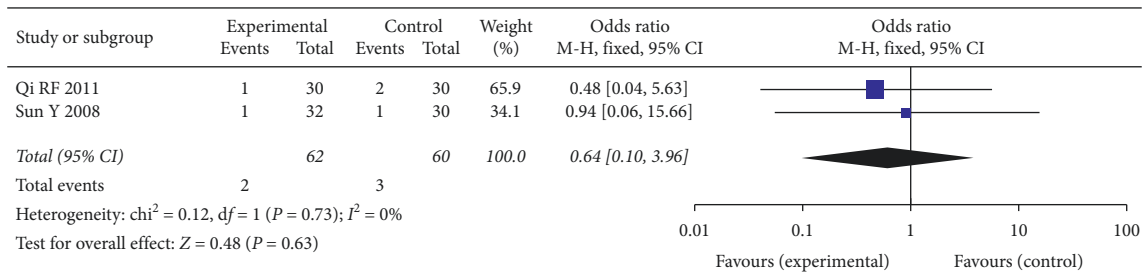 Study or subgroup Experimental Control Weight Odds ratio Odds ratio
Events Total Events Total (%) M-H, fixed, 95% CI M-H, fixed, 95% CI
Qi RF 2011 1 30 2 30 65.9 0.48 [0.04, 5.63]
Sun Y 2008 1 32 1 30 34.1 0.94 [0.06, 15.66]
Total (95% CI) 62 60 100.0 0.64 [0.10, 3.96]
Total events 2 3
Heterogeneity: chi² = 0.12, df = 1 (P = 0.73); I² = 0%
Test for overall effect: Z = 0.48 (P = 0.63)
0.01 0.1 1 10 100
Favours (experimental) Favours (control)